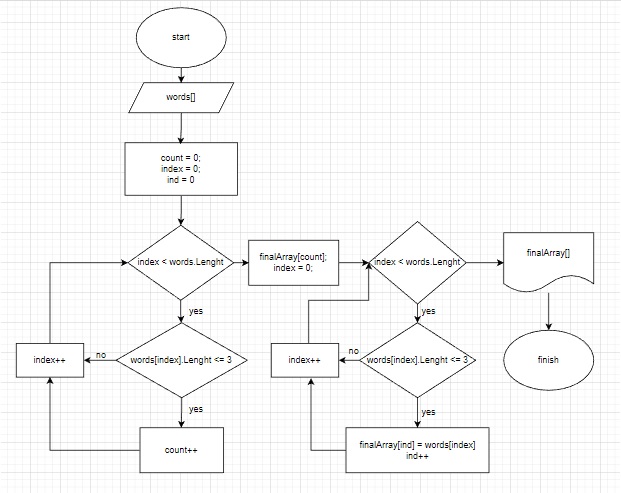 start
words[]
count = 0;
index = 0;
ind = 0
index < words.Lenght
finalArray[count];
index = 0;
index < words.Lenght
finalArray[]
yes
yes
index++
no
words[index].Lenght <= 3
index++
no
words[index].Lenght <= 3
finish
yes
yes
count++
finalArray[ind] = words[index]
ind++